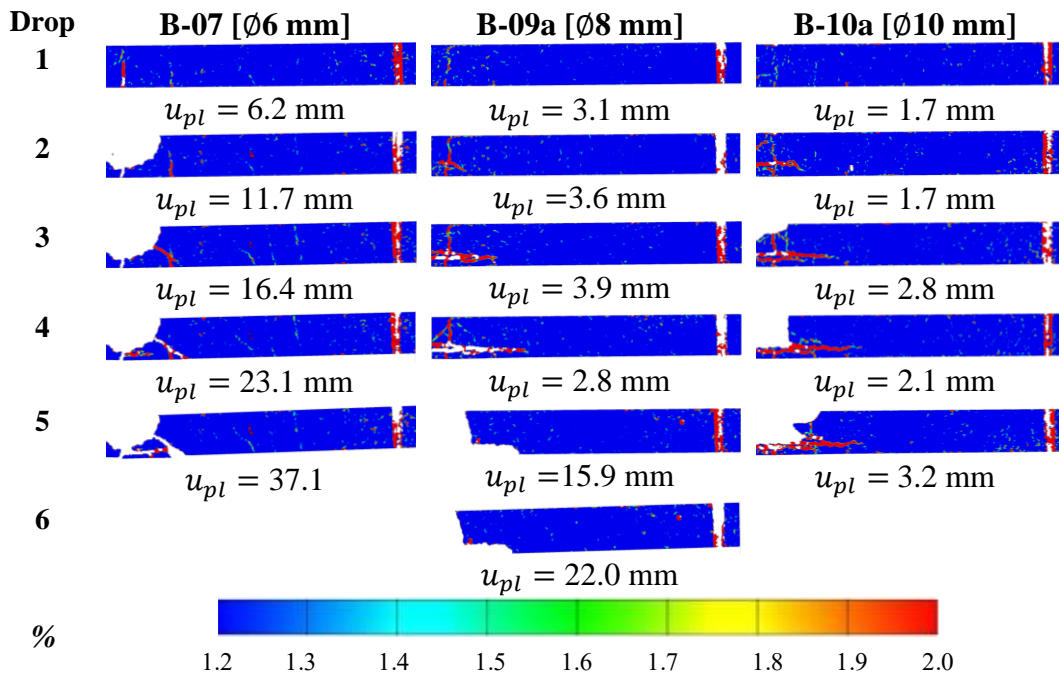 Drop B-07 [Ø6 mm] B-09a [Ø8 mm] B-10a [Ø10 mm]
1
u_pl = 6.2 mm u_pl = 3.1 mm u_pl = 1.7 mm
2
u_pl = 11.7 mm u_pl =3.6 mm u_pl = 1.7 mm
3
u_pl = 16.4 mm u_pl = 3.9 mm u_pl = 2.8 mm
4
u_pl = 23.1 mm u_pl = 2.8 mm u_pl = 2.1 mm
5
u_pl = 37.1 u_pl =15.9 mm u_pl = 3.2 mm
6
u_pl = 22.0 mm
%
1.2 1.3 1.4 1.5 1.6 1.7 1.8 1.9 2.0